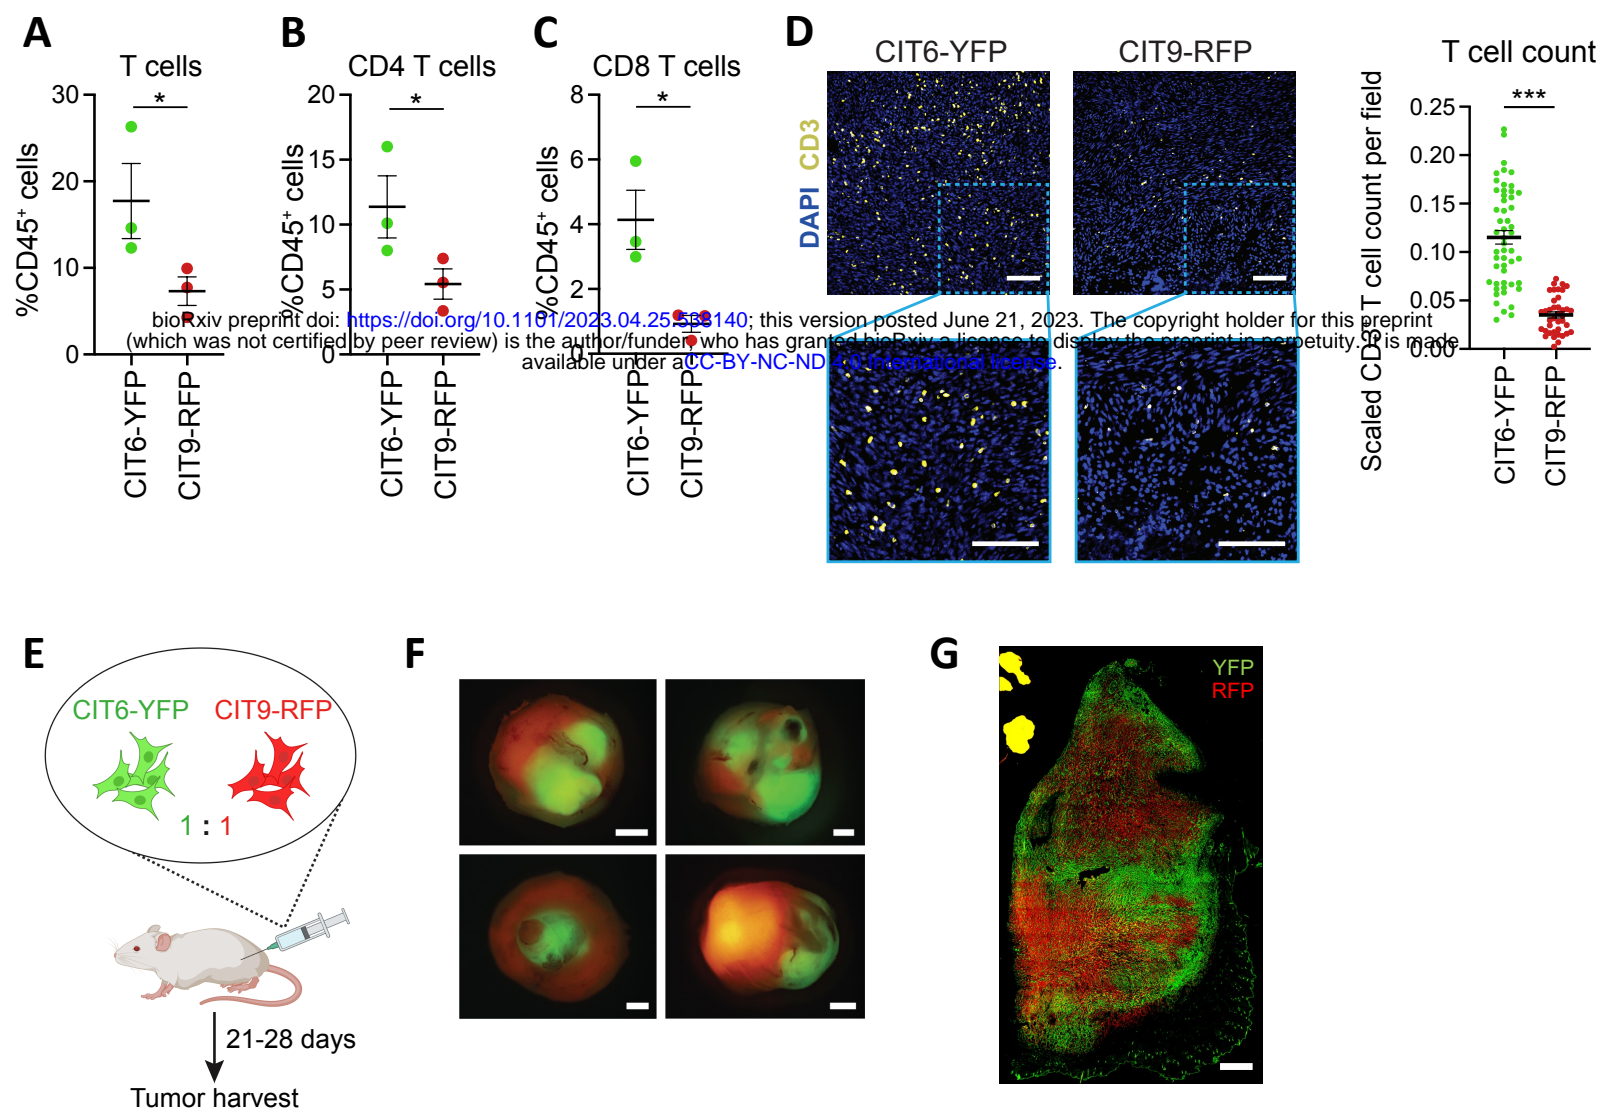 A
T cells
30
20
10
0
*
%CD45+ cells
CIT6-YFP
CIT9-RFP
B
CD4 T cells
20
15
10
5
0
*
%CD45+ cells
CIT6-YFP
CIT9-RFP
C
CD8 T cells
8
6
4
2
0
*
%CD45+ cells
CIT6-YFP
CIT9-RFP
D
CIT6-YFP
CIT9-RFP
DAPI CD3
T cell count
0.25
0.20
0.15
0.10
0.05
0.00
***
Scaled CD3+T cell count per field
CIT6-YFP
CIT9-RFP
bioRxiv preprint doi: https://doi.org/10.1101/2023.04.25.538140; this version posted June 21, 2023. The copyright holder for this preprint
(which was not certified by peer review) is the author/funder, who has granted bioRxiv a license to display the preprint in perpetuity. It is made
available under aCC-BY-NC-ND 4.0 International license.
E
CIT6-YFP
CIT9-RFP
1 : 1
21-28 days
Tumor harvest
F
G
YFP
RFP